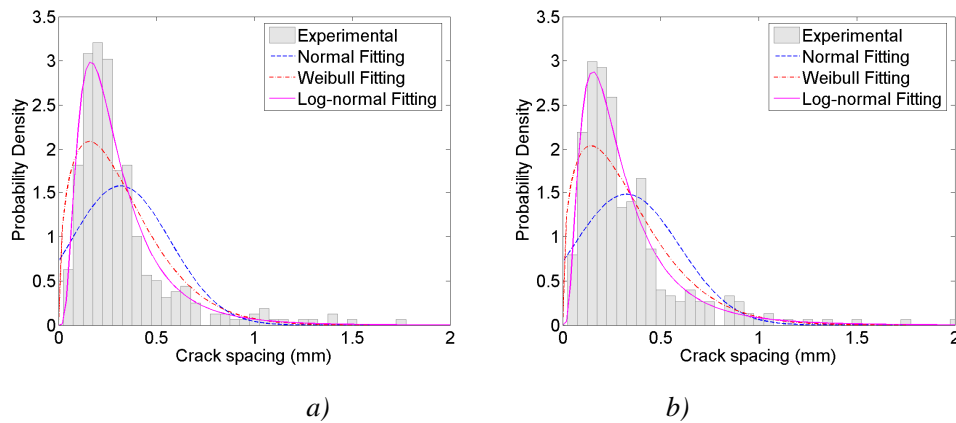 3.5
3
2.5
2
1.5
1
0.5
0
Probability Density
Experimental
Normal Fitting
Weibull Fitting
Log-normal Fitting
0 0.5 1 1.5 2
Crack spacing (mm)
a)
3.5
3
2.5
2
1.5
1
0.5
0
Probability Density
Experimental
Normal Fitting
Weibull Fitting
Log-normal Fitting
0 0.5 1 1.5 2
Crack spacing (mm)
b)